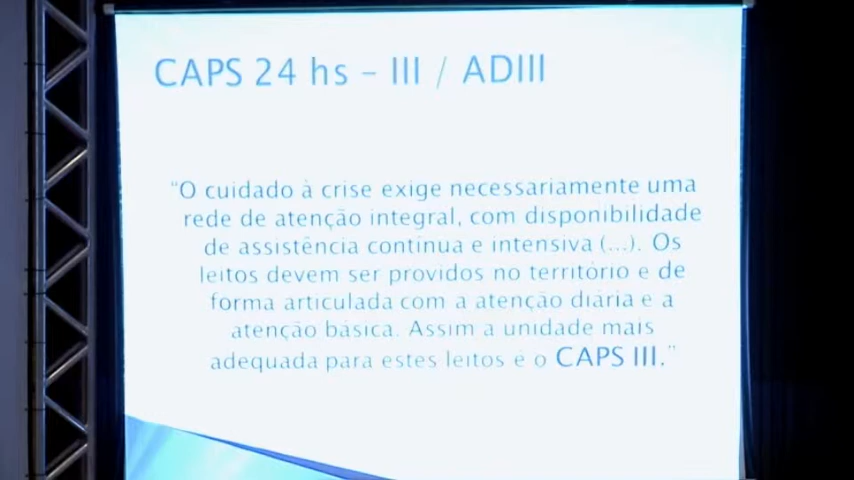 CAPS 24 hs – III / ADIII
“O cuidado à crise exige necessariamente uma
rede de atenção integral, com disponibilidade
de assistência contínua e intensiva (...). Os
leitos devem ser providos no território e de
forma articulada com a atenção diária e a
atenção básica. Assim a unidade mais
adequada para estes leitos é o CAPS III.”